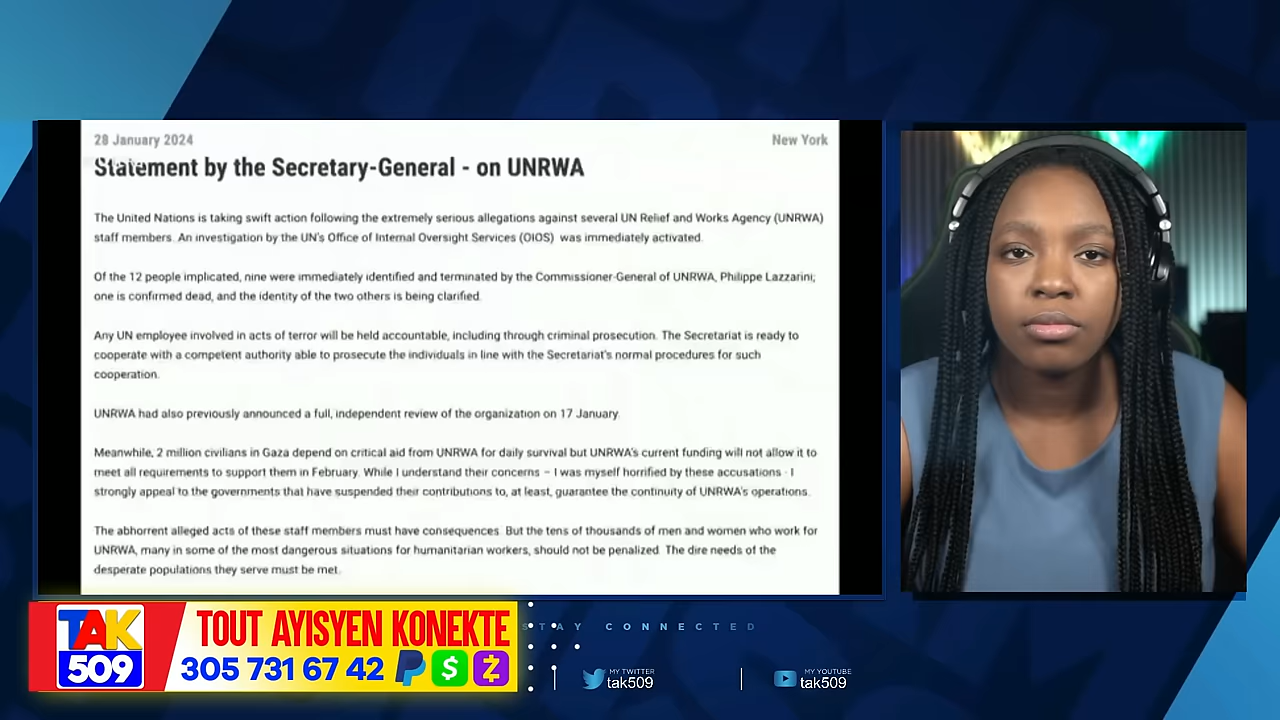 28 January 2024
New York
Statement by the Secretary-General - on UNRWA
The United Nations is taking swift action following the extremely serious allegations against several UN Relief and Works Agency (UNRWA)
staff members. An investigation by the UN's Office of Internal Oversight Services (OIOS) was immediately activated.
Of the 12 people implicated, nine were immediately identified and terminated by the Commissioner-General of UNRWA, Philippe Lazzarini;
one is confirmed dead, and the identity of the two others is being clarified.
Any UN employee involved in acts of terror will be held accountable, including through criminal prosecution. The Secretariat is ready to
cooperate with a competent authority able to prosecute the individuals in line with the Secretariat's normal procedures for such
cooperation.
UNRWA had also previously announced a full, independent review of the organization on 17 January.
Meanwhile, 2 million civilians in Gaza depend on critical aid from UNRWA for daily survival but UNRWA's current funding will not allow it to
meet all requirements to support them in February. While I understand their concerns – I was myself horrified by these accusations - I
strongly appeal to the governments that have suspended their contributions to, at least, guarantee the continuity of UNRWA's operations.
The abhorrent alleged acts of these staff members must have consequences. But the tens of thousands of men and women who work for
UNRWA, many in some of the most dangerous situations for humanitarian workers, should not be penalized. The dire needs of the
desperate populations they serve must be met.
TAK
509
TOUT AYISYEN KONEKTE
305 731 67 42
STAY CONNECTED
MY TWITTER
tak509
MY YOUTUBE
tak509